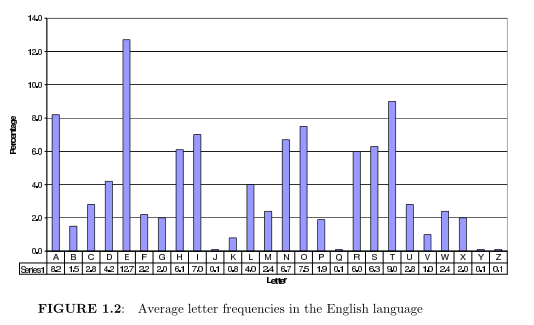 14.0
12.0
10.0
8.0
6.0
4.0
2.0
0.0
Percentage
A B C D E F G H I J K L M N O P Q R S T U V W X Y Z
Series1 8.2 1.5 2.8 4.2 12.7 2.2 2.0 6.1 7.0 0.1 0.8 4.0 2.4 6.7 7.5 1.9 0.1 6.0 6.3 9.0 2.8 1.0 2.4 2.0 0.1 0.1
Letter
FIGURE 1.2: Average letter frequencies in the English language